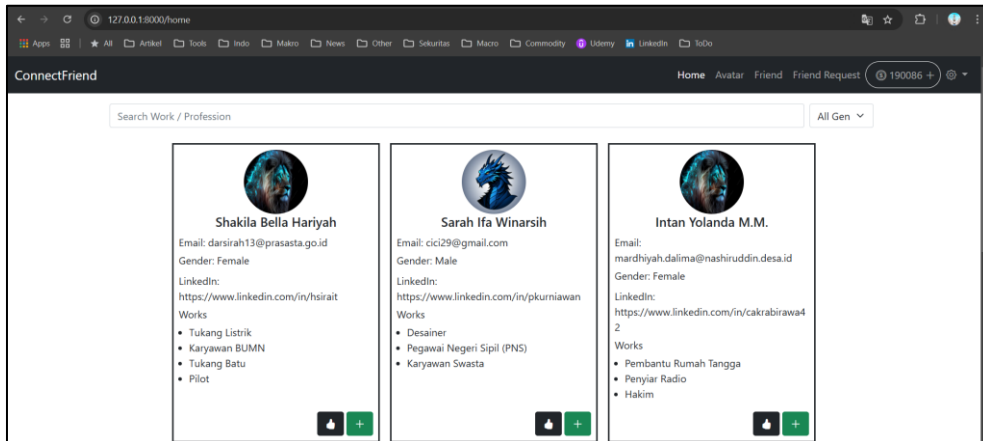 127.0.0.1:8000/home
Apps All Artikel Tools Indo Makro News Other Sekuritas Macro Commodity Udemy LinkedIn ToDo
ConnectFriend Home Avatar Friend Friend Request 190086 +
Search Work / Profession All Gen
Shakila Bella Hariyah
Email: darsirah13@prasasta.go.id
Gender: Female
LinkedIn:
https://www.linkedin.com/in/hsirait
Works
• Tukang Listrik
• Karyawan BUMN
• Tukang Batu
• Pilot
+
Sarah Ifa Winarsih
Email: cici29@gmail.com
Gender: Male
LinkedIn:
https://www.linkedin.com/in/pkurniawan
Works
• Desainer
• Pegawai Negeri Sipil (PNS)
• Karyawan Swasta
+
Intan Yolanda M.M.
Email:
mardhiyah.dalima@nashiruddin.desa.id
Gender: Female
LinkedIn:
https://www.linkedin.com/in/cakrabirawa4
2
Works
• Pembantu Rumah Tangga
• Penyiar Radio
• Hakim
+